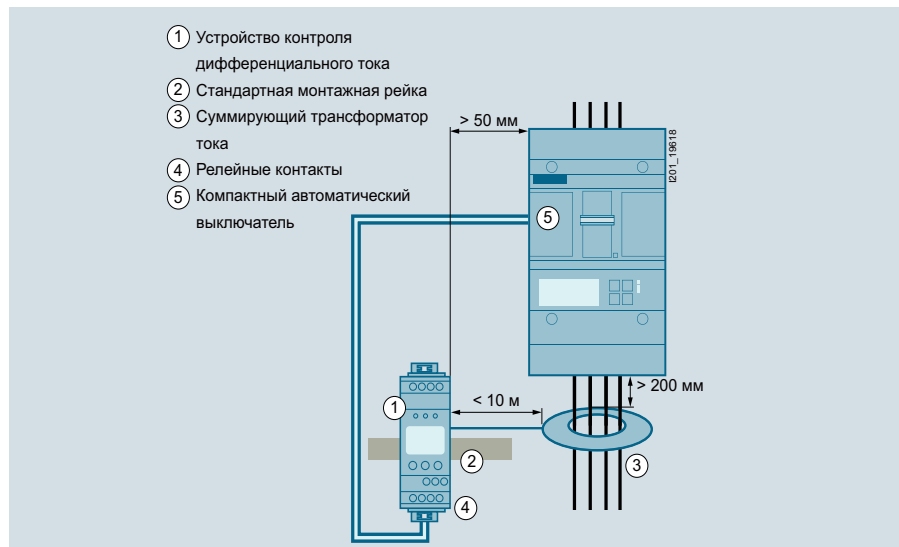 1 Устройство контроля
дифференциального тока
2 Стандартная монтажная рейка
3 Суммирующий трансформатор
тока
4 Релейные контакты
5 Компактный автоматический
выключатель
> 50 мм
I201_19618
5
> 200 мм
< 10 м
1
2
3
4